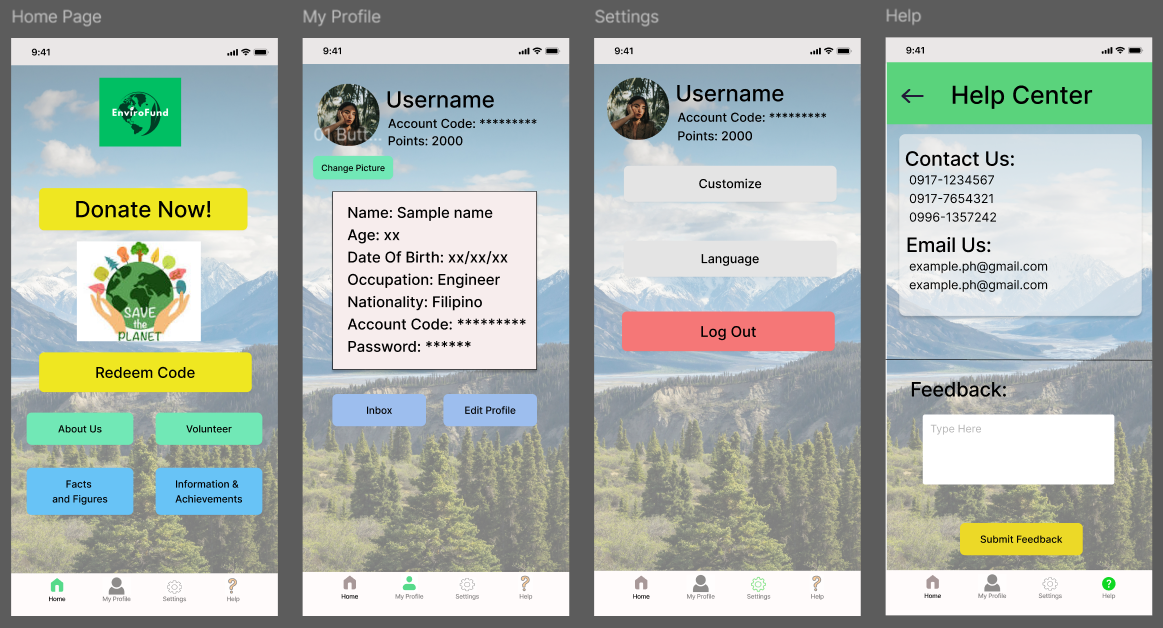 Home Page
9:41
EnviroFund
Donate Now!
SAVE
the
PLANET
Redeem Code
About Us
Volunteer
Facts
and Figures
Information &
Achievements
Home
My Profile
Settings
Help
My Profile
9:41
Username
Account Code: *********
01 Butt...
Points: 2000
Change Picture
Name: Sample name
Age: xx
Date Of Birth: xx/xx/xx
Occupation: Engineer
Nationality: Filipino
Account Code: *********
Password: ******
Inbox
Edit Profile
Home
My Profile
Settings
Help
Settings
9:41
Username
Account Code: *********
Points: 2000
Customize
Language
Log Out
Home
My Profile
Settings
Help
Help
9:41
Help Center
Contact Us:
0917-1234567
0917-7654321
0996-1357242
Email Us:
example.ph@gmail.com
example.ph@gmail.com
Feedback:
Type Here
Submit Feedback
Home
My Profile
Settings
Help